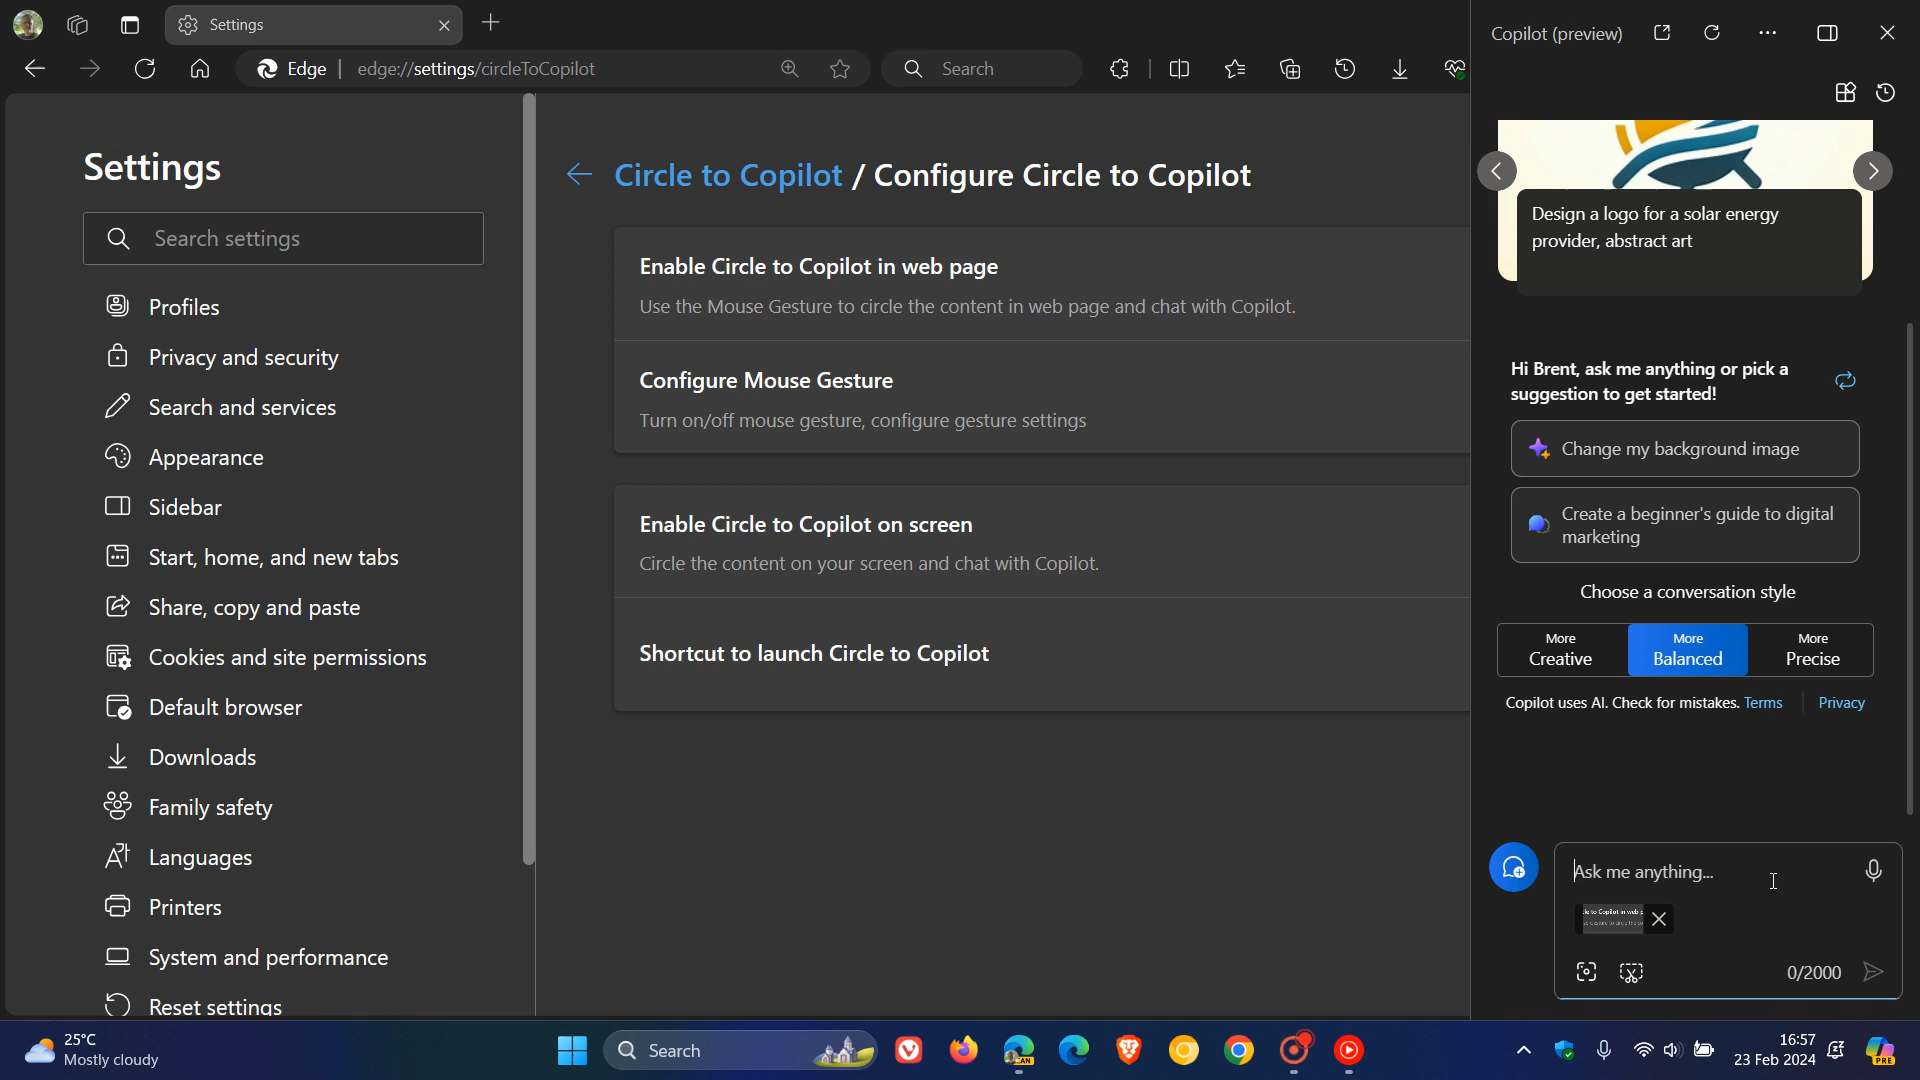 Settings
Edge
edge://settings/circleToCopilot
Search
Copilot (preview)
Settings
Search settings
Profiles
Privacy and security
Search and services
Appearance
Sidebar
Start, home, and new tabs
Share, copy and paste
Cookies and site permissions
Default browser
Downloads
Family safety
Languages
Printers
System and performance
Reset settings
Circle to Copilot / Configure Circle to Copilot
Enable Circle to Copilot in web page
Use the Mouse Gesture to circle the content in web page and chat with Copilot.
Configure Mouse Gesture
Turn on/off mouse gesture, configure gesture settings
Enable Circle to Copilot on screen
Circle the content on your screen and chat with Copilot.
Shortcut to launch Circle to Copilot
Design a logo for a solar energy
provider, abstract art
Hi Brent, ask me anything or pick a
suggestion to get started!
Change my background image
Create a beginner's guide to digital
marketing
Choose a conversation style
More
Creative
More
Balanced
More
Precise
Copilot uses AI. Check for mistakes. Terms
Privacy
Ask me anything...
le to Copilot in web p
0/2000
25°C
Mostly cloudy
Search
CAN
16:57
23 Feb 2024
PRE